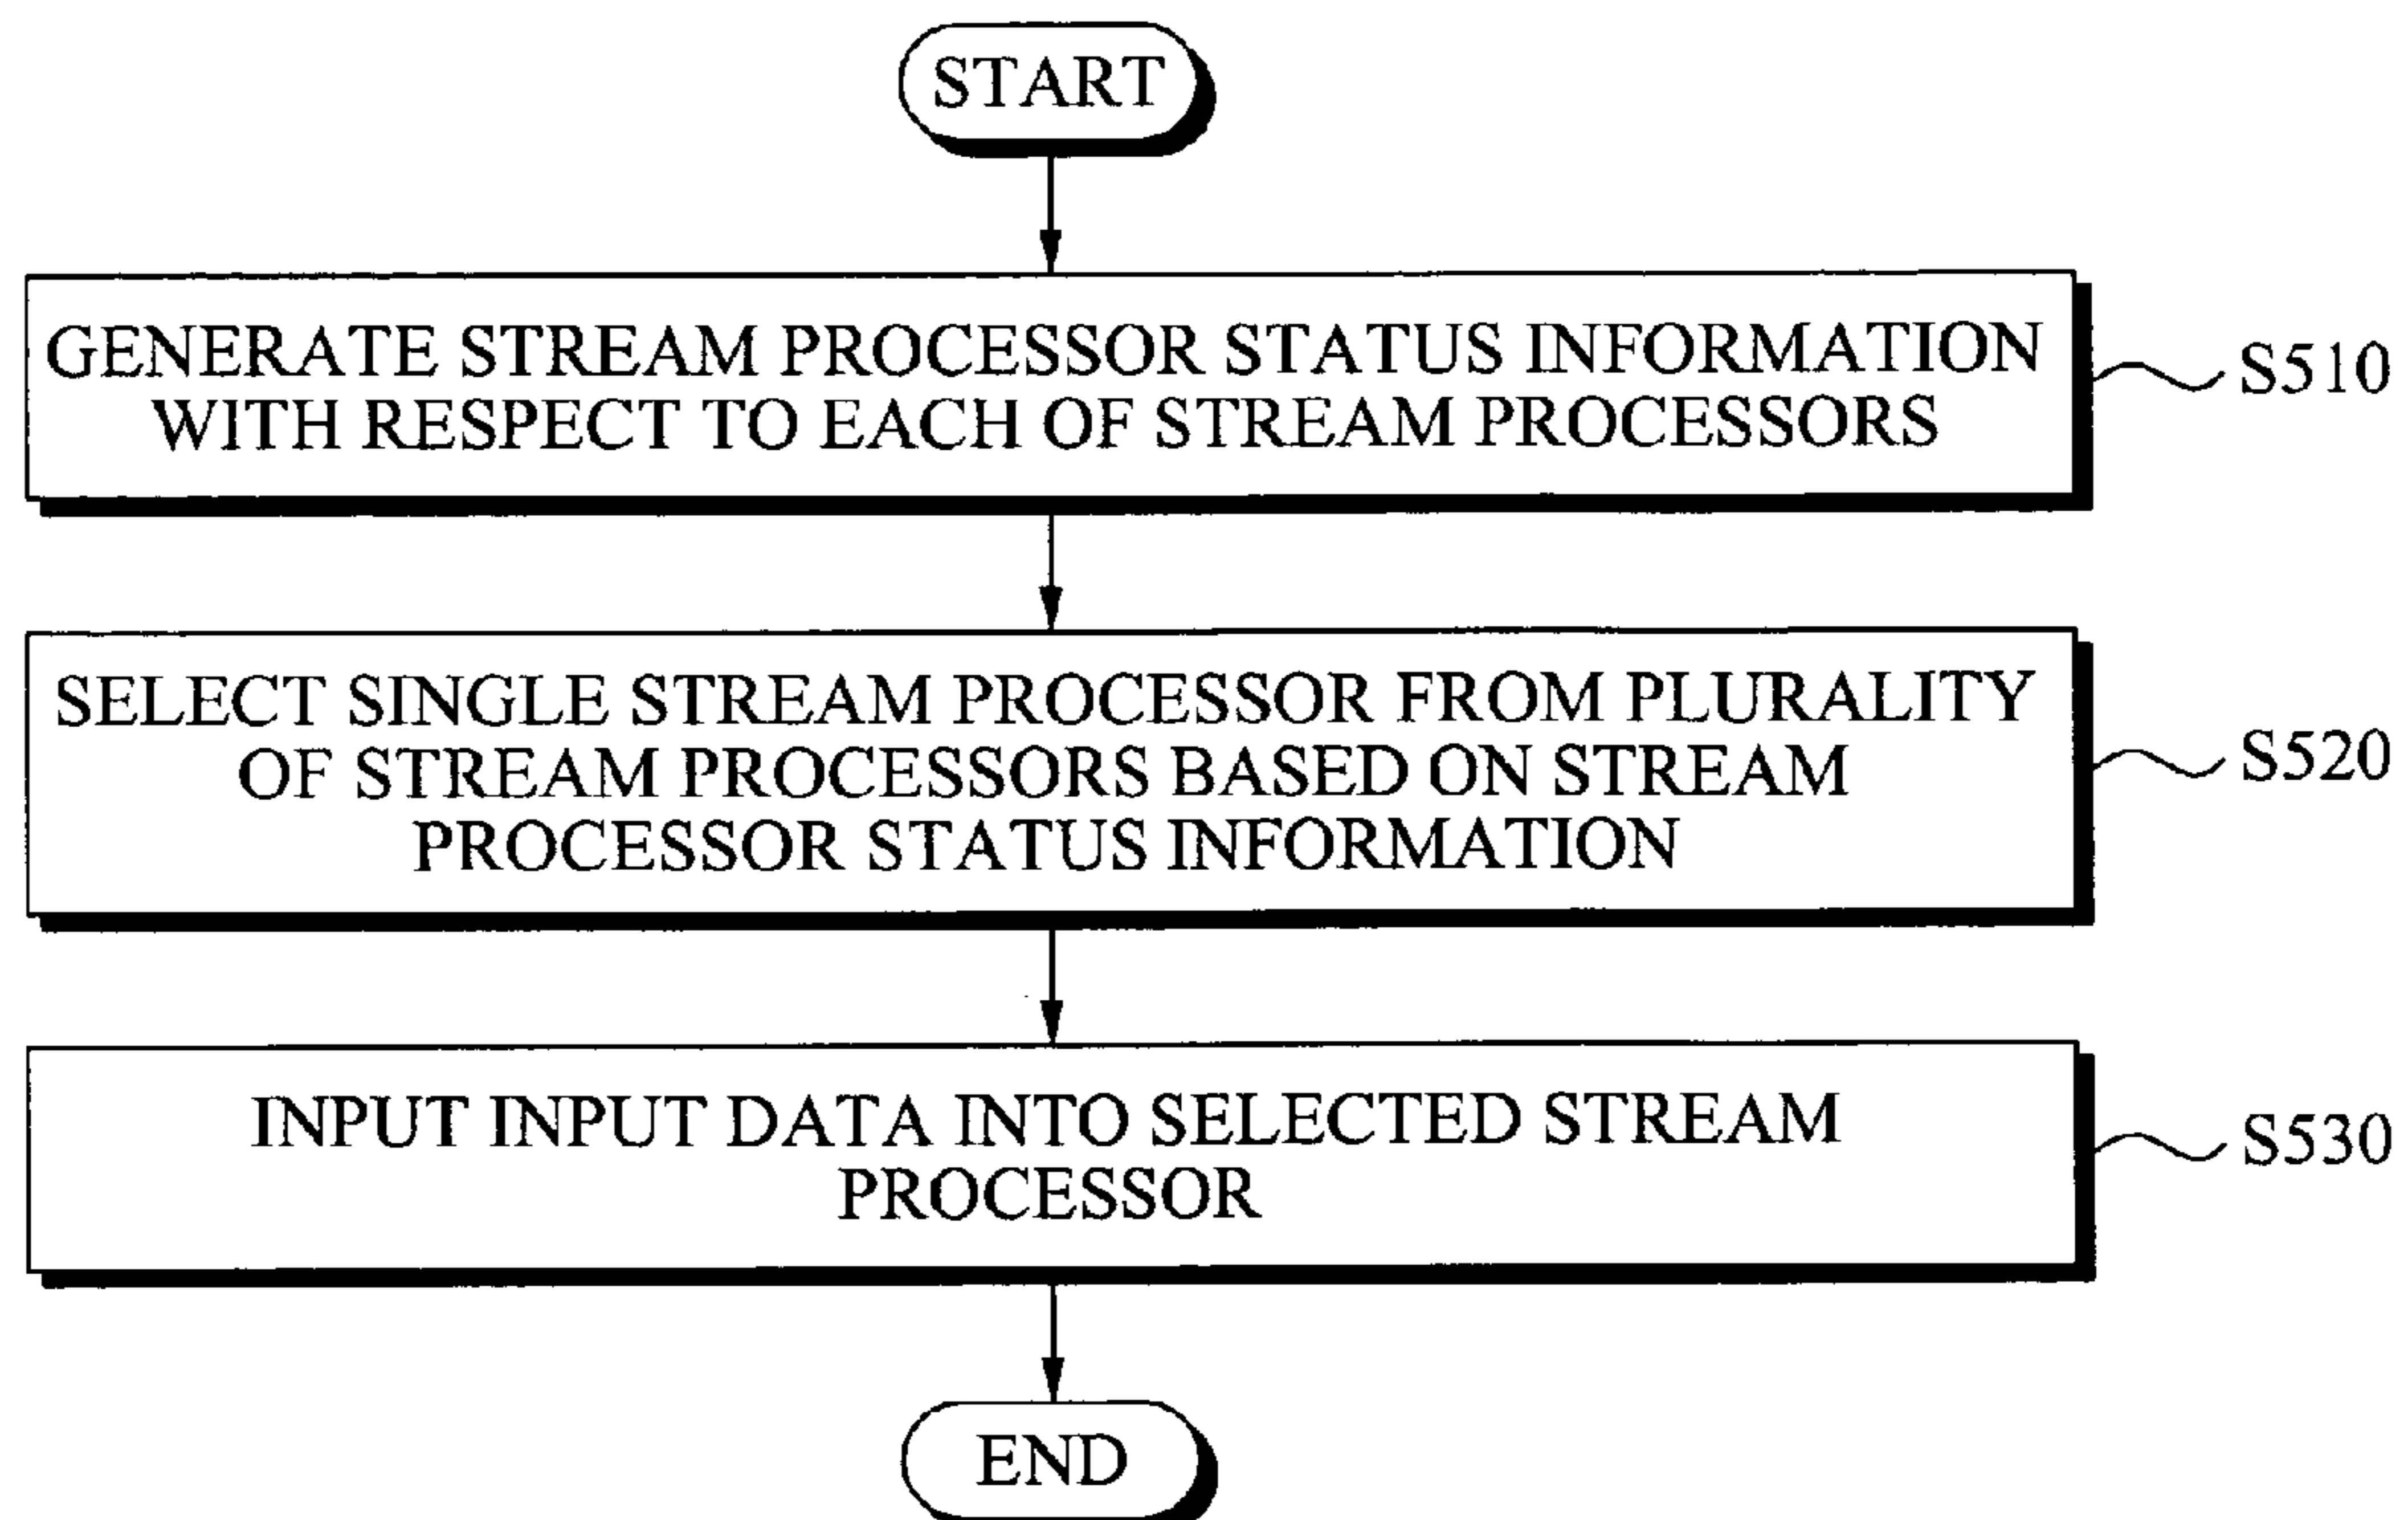 START
GENERATE STREAM PROCESSOR STATUS INFORMATION
WITH RESPECT TO EACH OF STREAM PROCESSORS
S510
SELECT SINGLE STREAM PROCESSOR FROM PLURALITY
OF STREAM PROCESSORS BASED ON STREAM
PROCESSOR STATUS INFORMATION
S520
INPUT INPUT DATA INTO SELECTED STREAM
PROCESSOR
S530
END